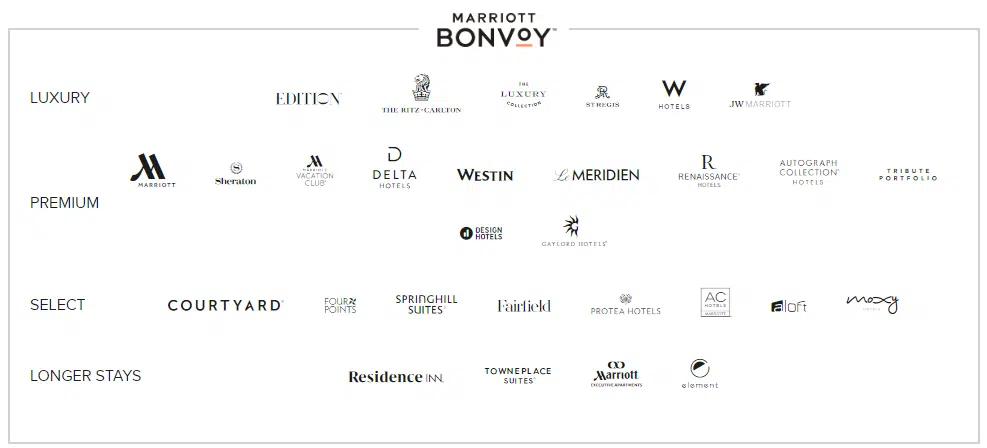 MARRIOTT
BONVOY™
LUXURY
EDITION
THE RITZ-CARLTON
THE
LUXURY
COLLECTION
ST REGIS
W
HOTELS
JW MARRIOTT
PREMIUM
MARRIOTT
S
Sheraton
MARRIOTT
VACATION
CLUB®
D
DELTA
HOTELS
WESTIN
Le MERIDIEN
R
RENAISSANCE®
HOTELS
AUTOGRAPH
COLLECTION®
HOTELS
TRIBUTE
PORTFOLIO
DESIGN
HOTELS
GAYLORD HOTELS®
SELECT
COURTYARD®
FOUR
POINTS
SPRINGHILL
SUITES®
Fairfield
PROTEA HOTELS
AC
HOTELS
MARRIOTT
aloft
moxy
HOTELS
LONGER STAYS
Residence INN.
TOWNEPLACE
SUITES®
Marriott
EXECUTIVE APARTMENTS
element